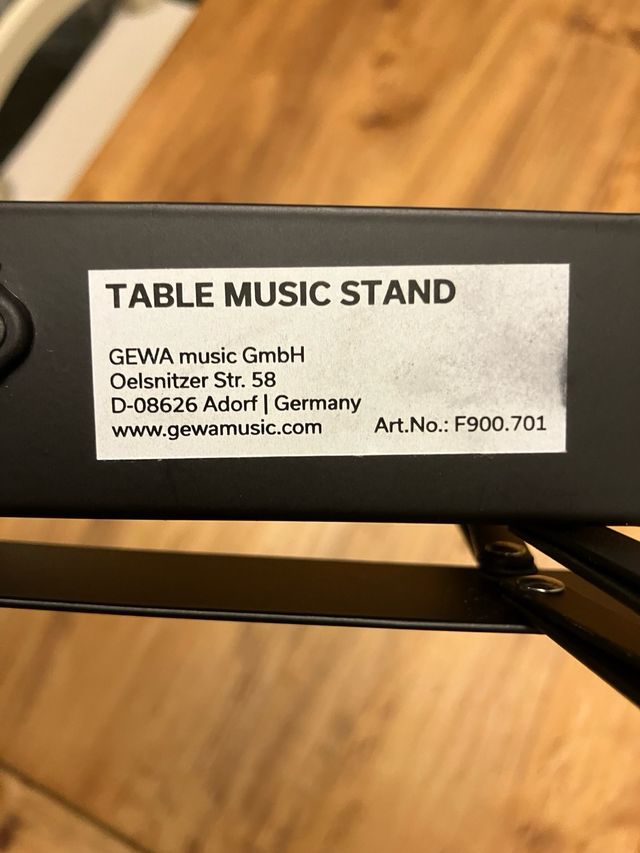 TABLE MUSIC STAND
GEWA music GmbH
Oelsnitzer Str. 58
D-08626 Adorf | Germany
www.gewamusic.com Art.No.: F900.701